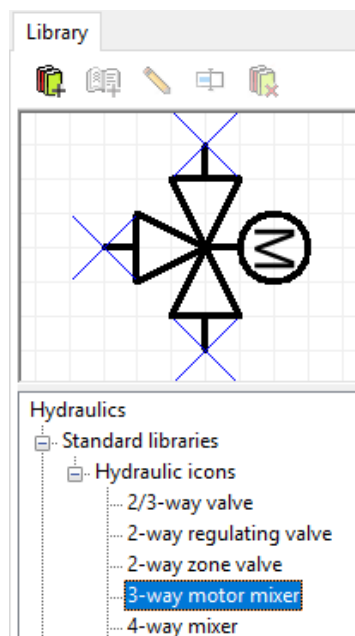 Library
M
Hydraulics
Standard libraries
Hydraulic icons
2/3-way valve
2-way regulating valve
2-way zone valve
3-way motor mixer
4-way mixer